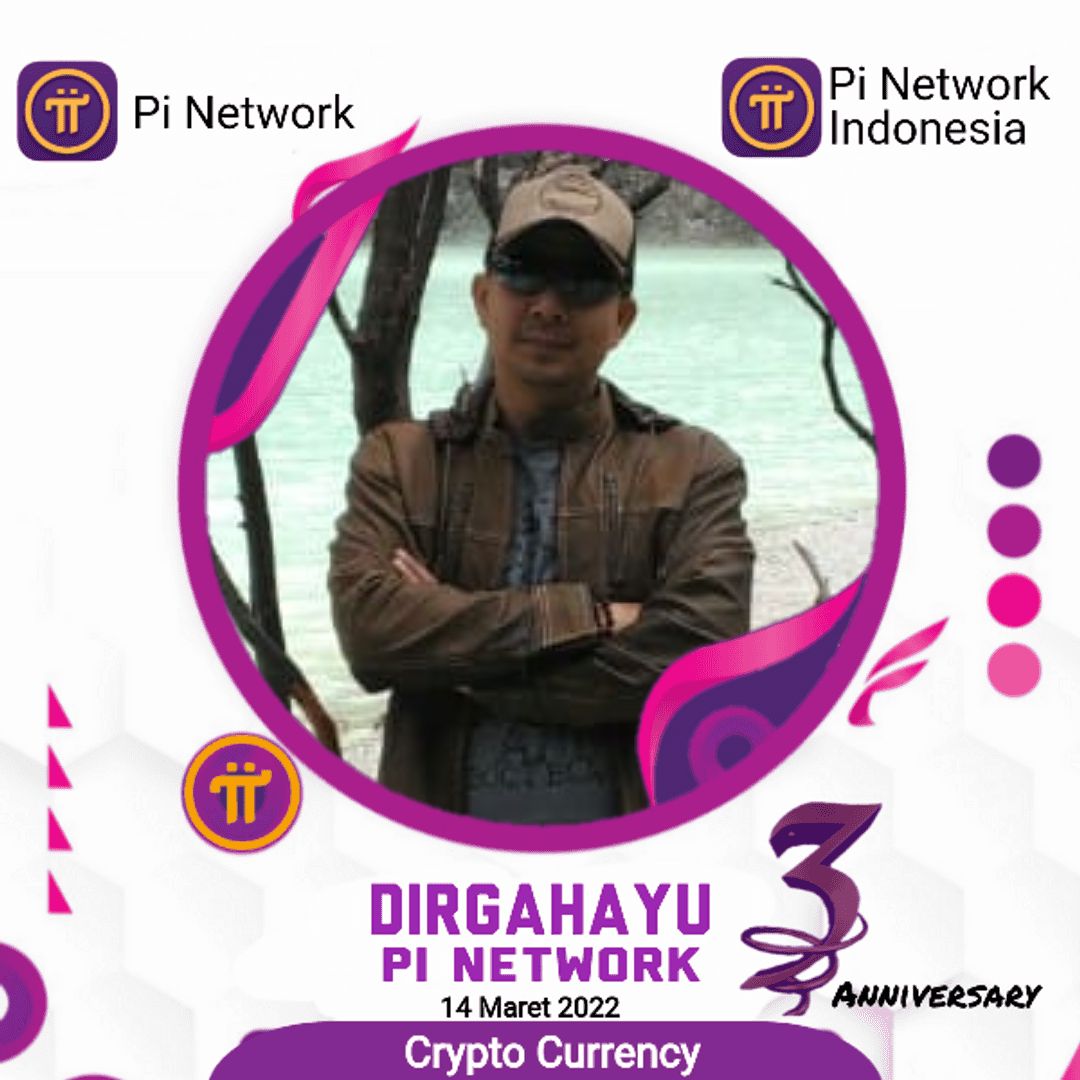 Pi Network
Pi Network
Indonesia
DIRGAHAYU
PI NETWORK
14 Maret 2022
3
ANNIVERSARY
Crypto Currency